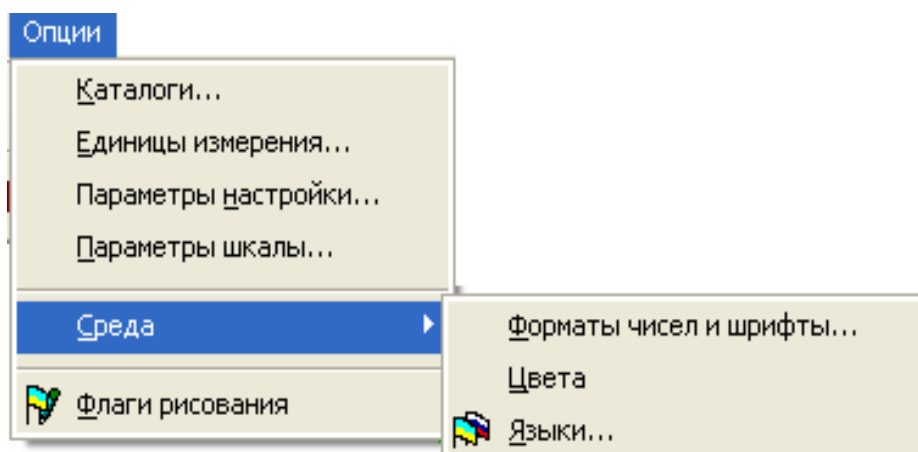 Опции
Каталоги...
Единицы измерения...
Параметры настройки...
Параметры шкалы...
Среда
Флаги рисования
Форматы чисел и шрифты...
Цвета
Языки...